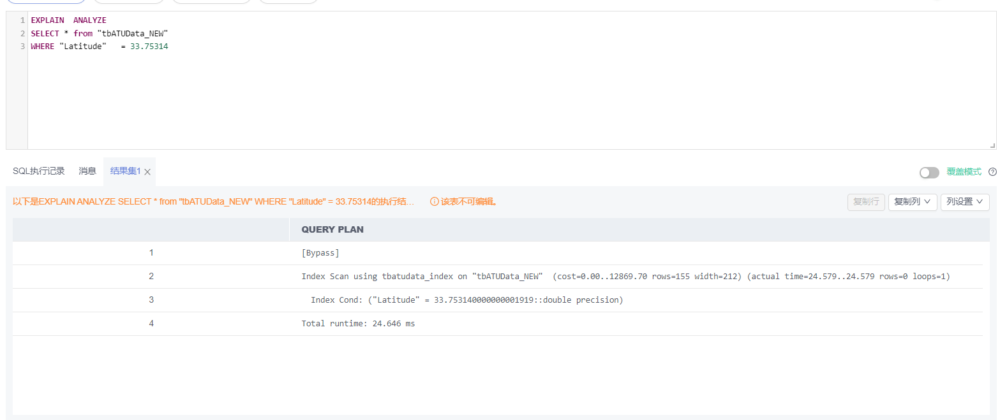 1 EXPLAIN  ANALYZE
2 SELECT * from "tbATUData_NEW"
3 WHERE "Latitude"   = 33.75314
SQL执行记录 消息 结果集1 × 覆盖模式 ?
以下是EXPLAIN ANALYZE SELECT * from "tbATUData_NEW" WHERE "Latitude" = 33.75314的执行结... 该表不可编辑。 复制行 复制列 列设置
QUERY PLAN
1 [Bypass]
2 Index Scan using tbatudata_index on "tbATUData_NEW"  (cost=0.00..12869.70 rows=155 width=212) (actual time=24.579..24.579 rows=0 loops=1)
3 Index Cond: ("Latitude" = 33.753140000000001919::double precision)
4 Total runtime: 24.646 ms